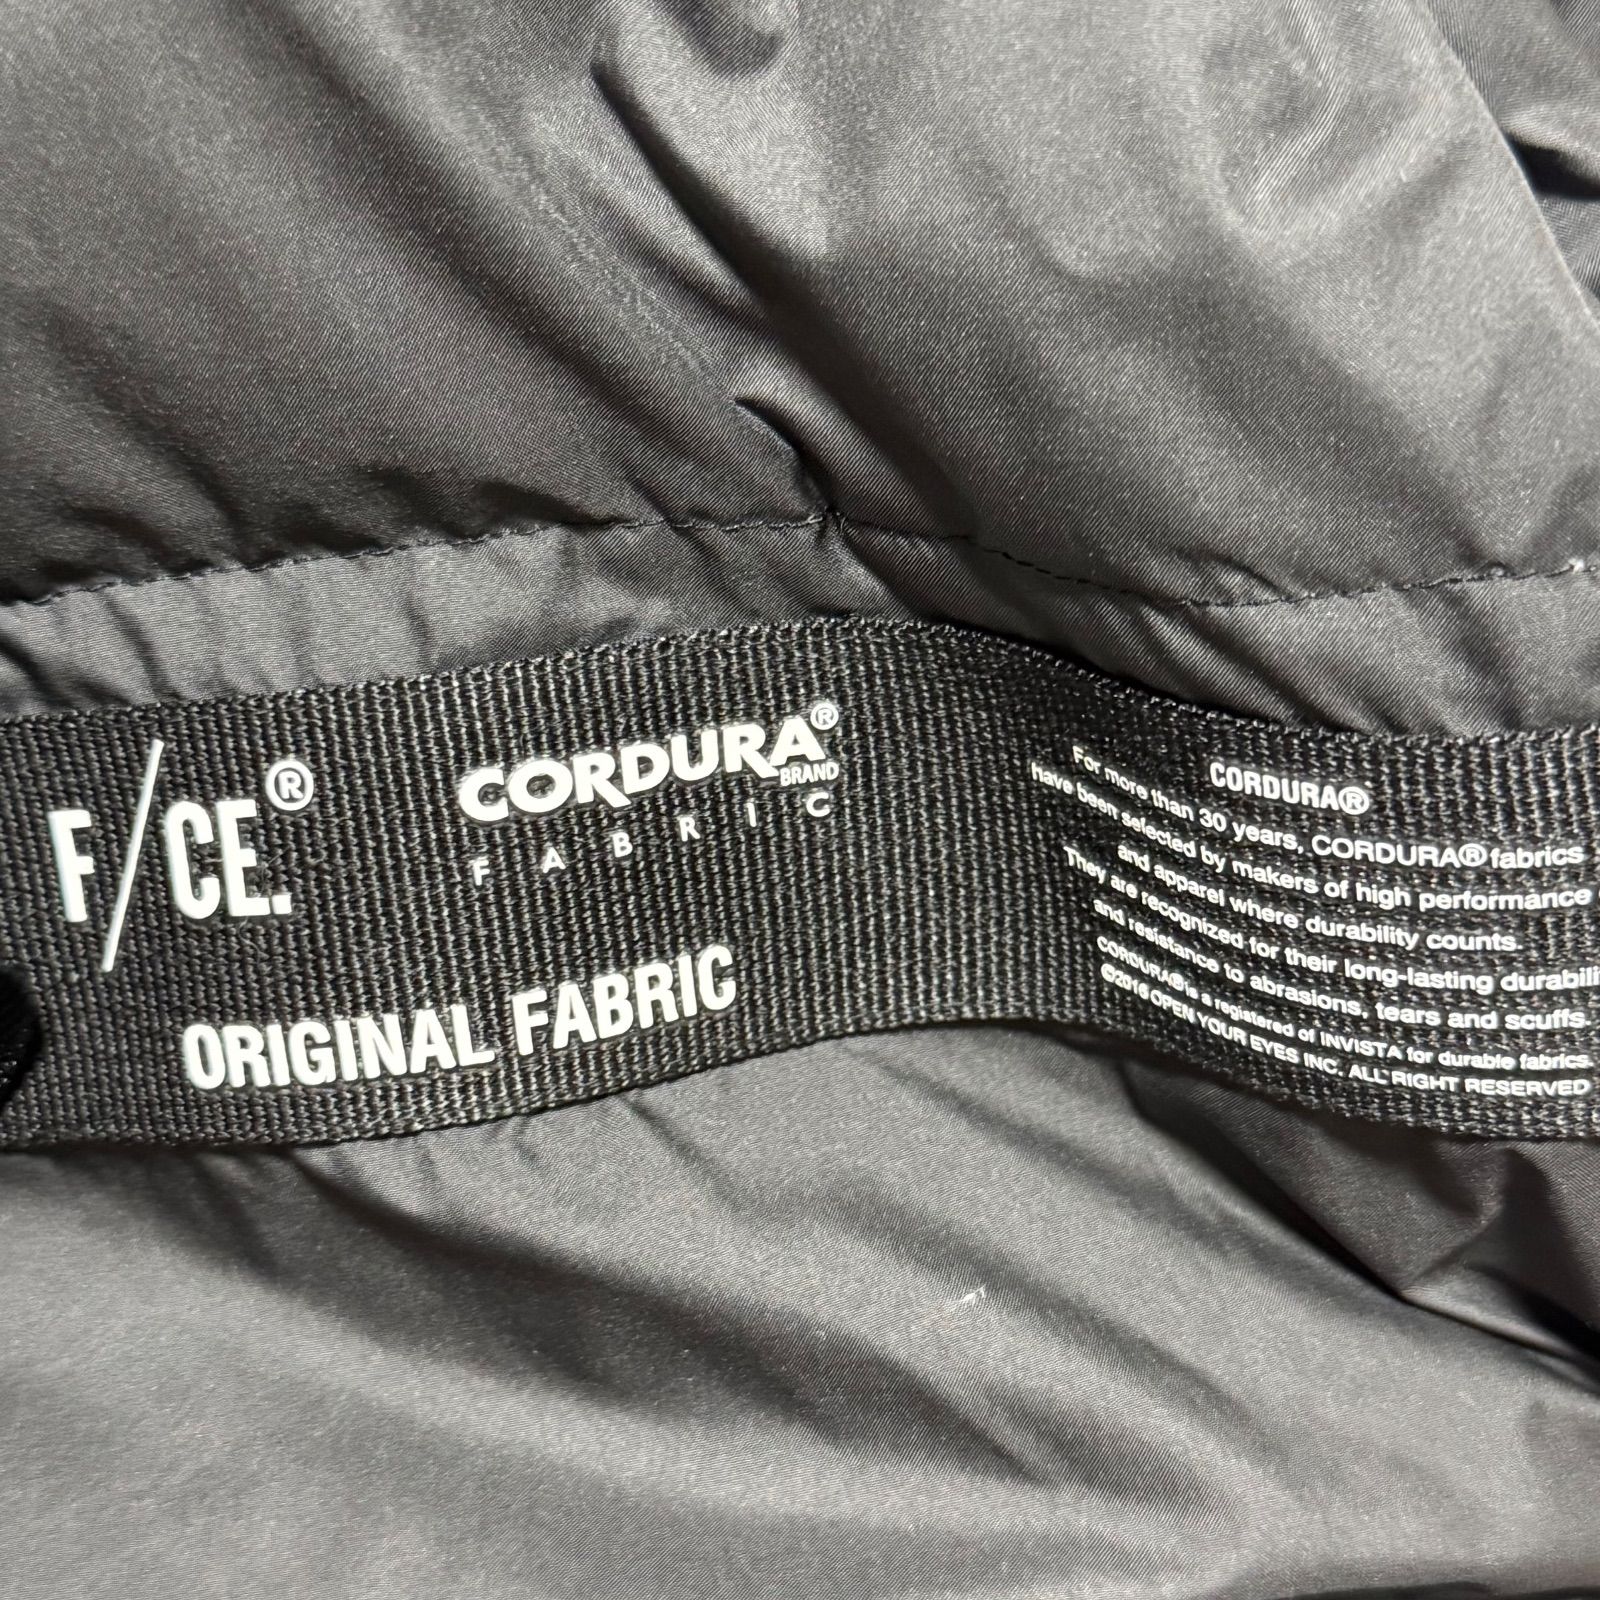 F/CE.®
CORDURA®
BRAND
FABRIC
ORIGINAL FABRIC
CORDURA®
For more than 30 years, CORDURA® fabrics
have been selected by makers of high performance
and apparel where durability counts.
They are recognized for their long-lasting
and resistance to abrasions, tears and scuffs.
CORDURA® is a registered of INVISTA for durable fabrics.
©2016 OPEN YOUR EYES INC. ALL RIGHT RESERVED